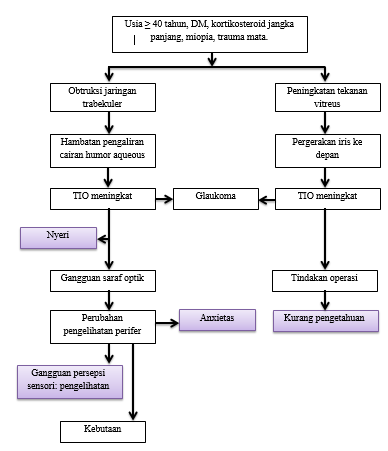 Usia ≥ 40 tahun, DM, kortikosteroid jangka
panjang, miopia, trauma mata.
Obtruksi jaringan
trabekuler
Peningkatan tekanan
vitreus
Hambatan pengaliran
cairan humor aqueous
Pergerakan iris ke
depan
TIO meningkat
Glaukoma
TIO meningkat
Nyeri
Gangguan saraf optik
Tindakan operasi
Perubahan
pengelihatan perifer
Anxietas
Kurang pengetahuan
Gangguan persepsi
sensori: pengelihatan
Kebutaan